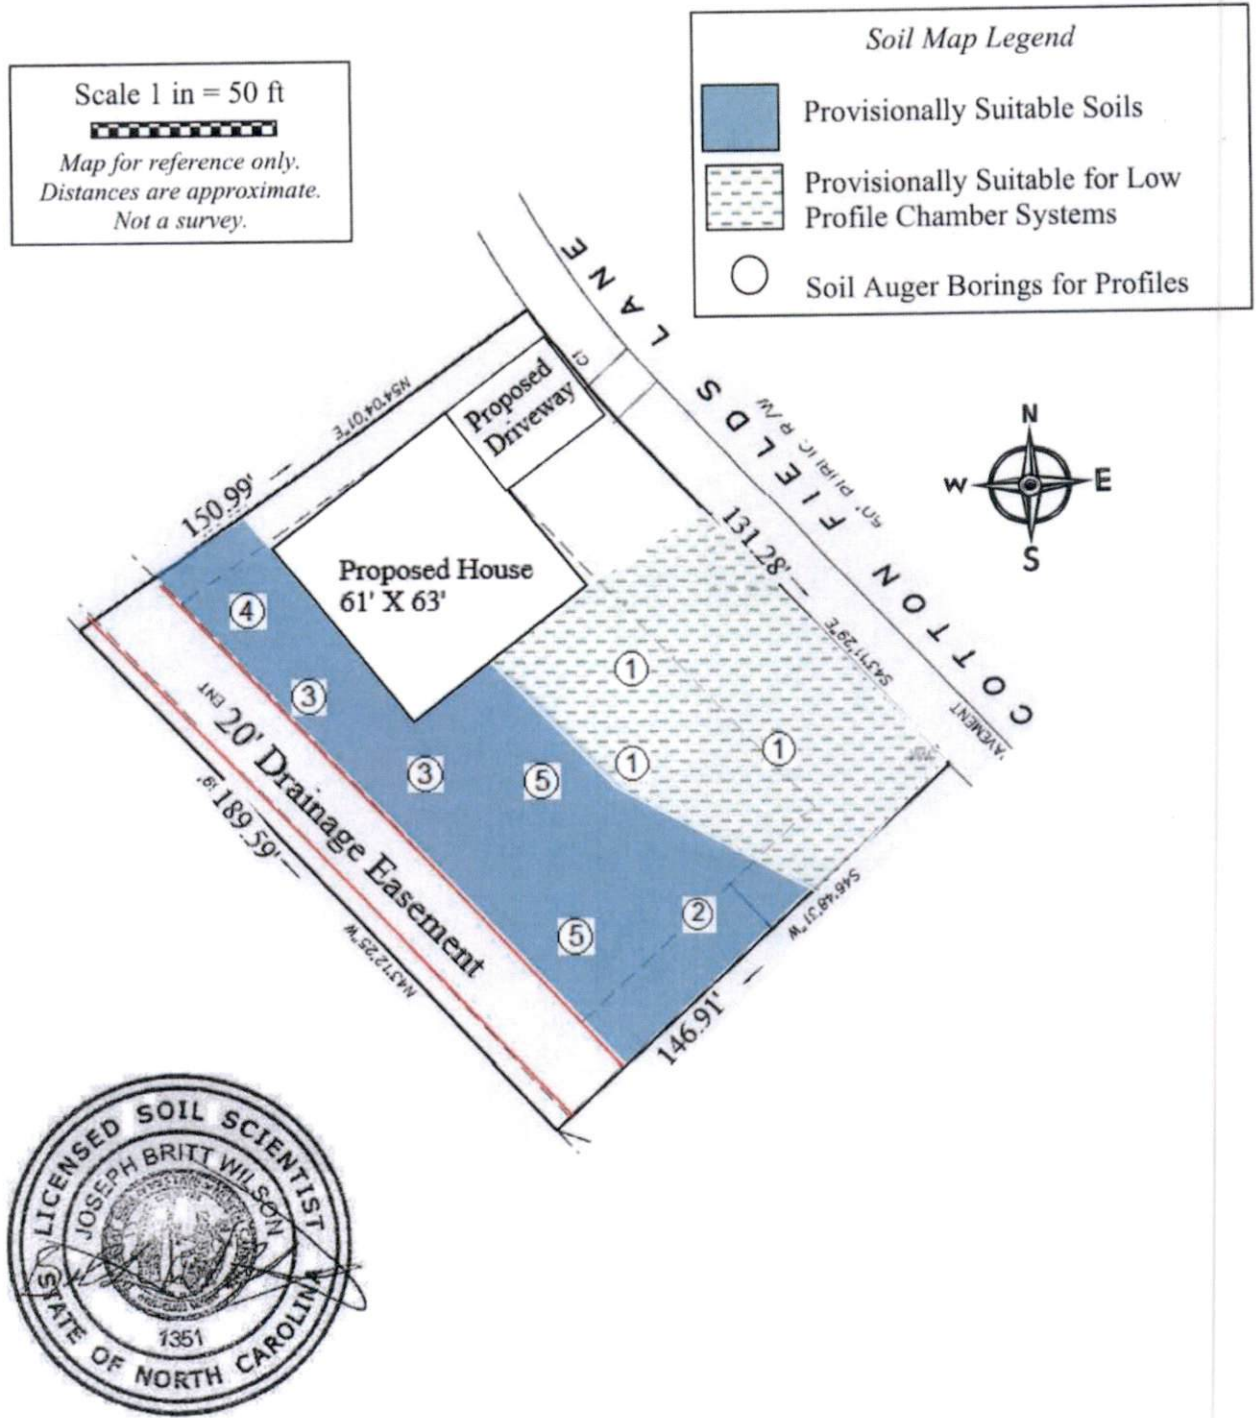 Soil Map Legend
Provisionally Suitable Soils
Provisionally Suitable for Low
Profile Chamber Systems
Soil Auger Borings for Profiles
Scale 1 in = 50 ft
Map for reference only.
Distances are approximate.
Not a survey.
COTTON FIELDS LANE
50' PUBLIC R/W
C1
Proposed
Driveway
N54°04'01"E
150.99'
131.28'
S43°11'29"E
N
W
E
S
Proposed House
61' X 63'
4
1
3
1
1
3
5
2
5
20' Drainage Easement
189.59'
N43°12'25"W
S46°48'31"W
146.91'
LICENSED SOIL SCIENTIST
JOSEPH BRITT WILSON
1351
STATE OF NORTH CAROLINA